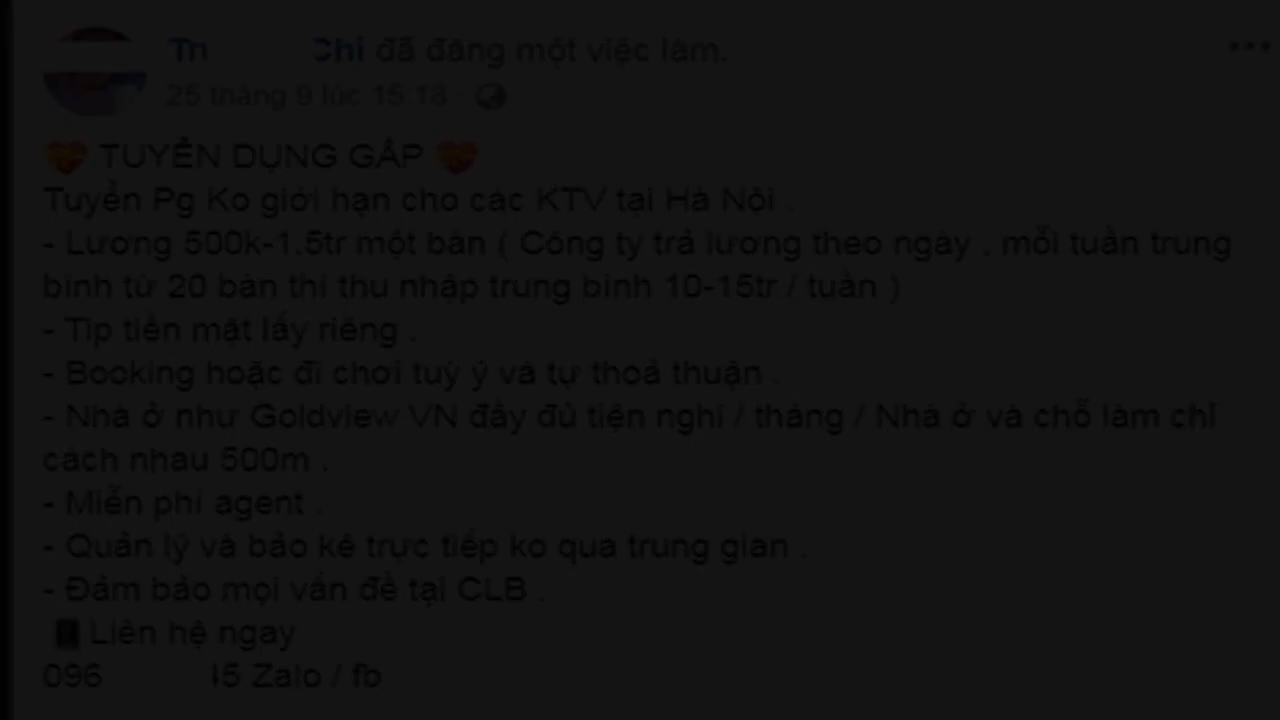 Tn Chi đã đăng một việc làm.
25 tháng 9 lúc 15:18 ·
TUYỂN DỤNG GẤP
Tuyển Pg Ko giới hạn cho các KTV tại Hà Nội .
- Lương 500k-1.5tr một bàn ( Công ty trả lương theo ngày , mỗi tuần trung
bình từ 20 bàn thì thu nhập trung bình 10-15tr / tuần )
- Tip tiền mặt lấy riêng .
- Booking hoặc đi chơi tuỳ ý và tự thoả thuận .
- Nhà ở như Goldview VN đầy đủ tiện nghi / tháng / Nhà ở và chỗ làm chỉ
cách nhau 500m .
- Miễn phí agent .
- Quản lý và bảo kê trực tiếp ko qua trung gian .
- Đảm bảo mọi vấn đề tại CLB .
Liên hệ ngay
096 45 Zalo / fb